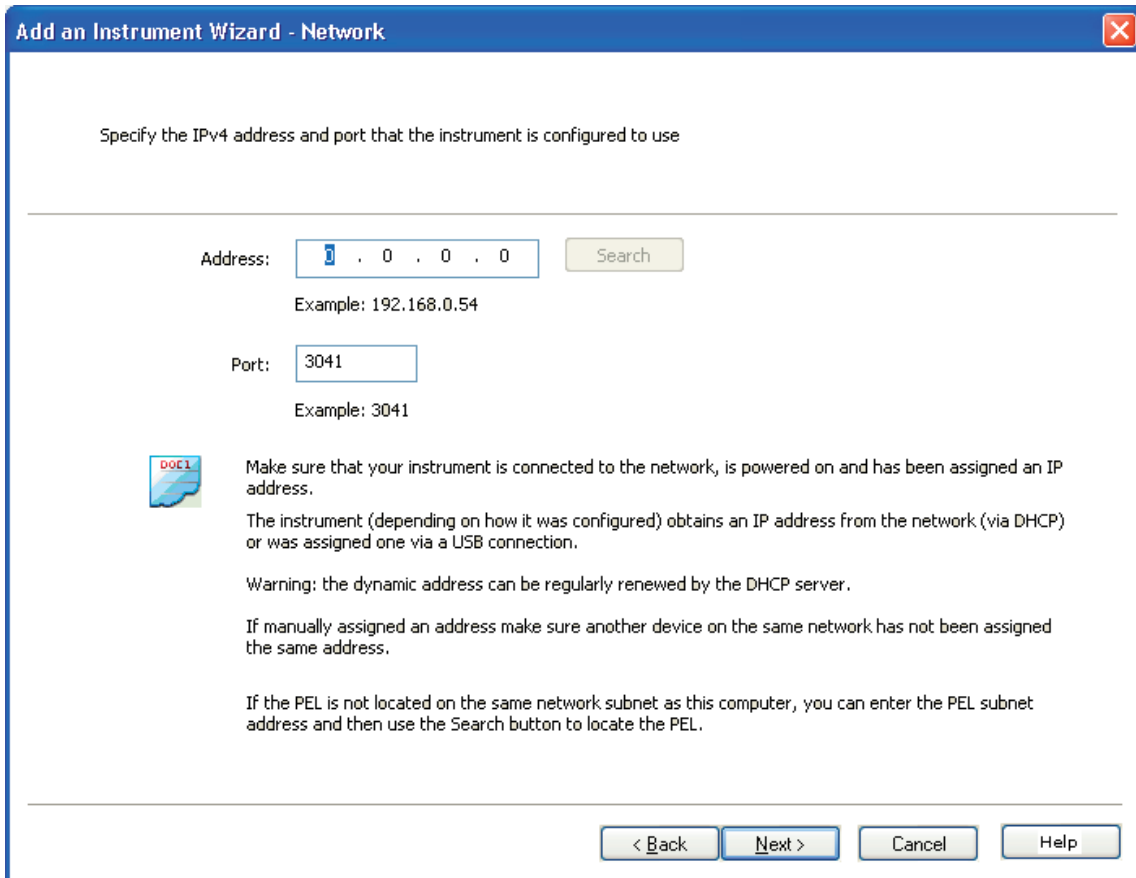 Add an Instrument Wizard - Network
Specify the IPv4 address and port that the instrument is configured to use
Address: 0 . 0 . 0 . 0 Search
Example: 192.168.0.54
Port: 3041
Example: 3041
DOC1
Make sure that your instrument is connected to the network, is powered on and has been assigned an IP
address.
The instrument (depending on how it was configured) obtains an IP address from the network (via DHCP)
or was assigned one via a USB connection.
Warning: the dynamic address can be regularly renewed by the DHCP server.
If manually assigned an address make sure another device on the same network has not been assigned
the same address.
If the PEL is not located on the same network subnet as this computer, you can enter the PEL subnet
address and then use the Search button to locate the PEL.
< Back Next > Cancel Help